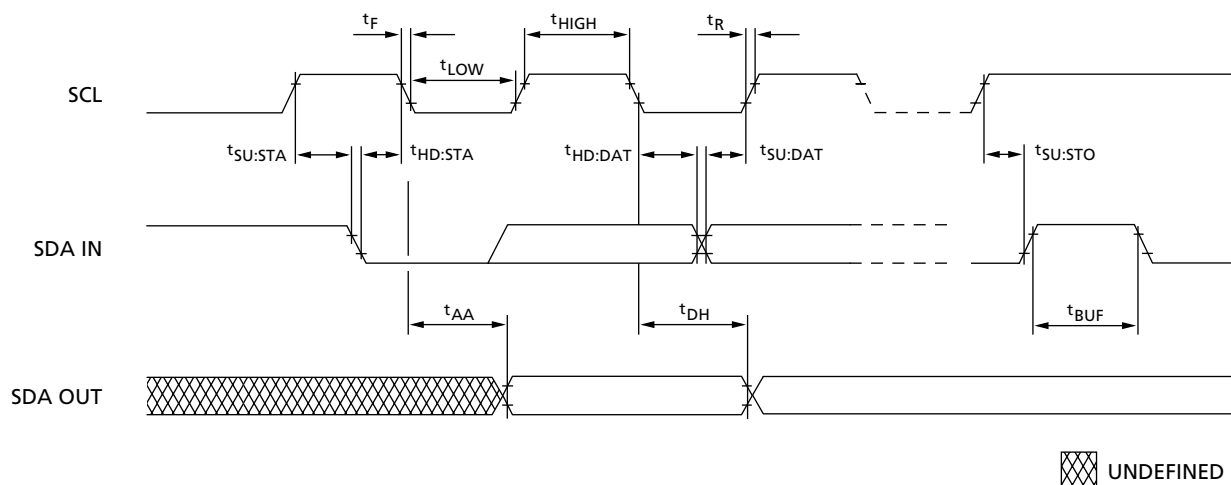 tF
tHIGH
tR
tLOW
SCL
tSU:STA
tHD:STA
tHD:DAT
tSU:DAT
tSU:STO
SDA IN
tAA
tDH
tBUF
SDA OUT
UNDEFINED